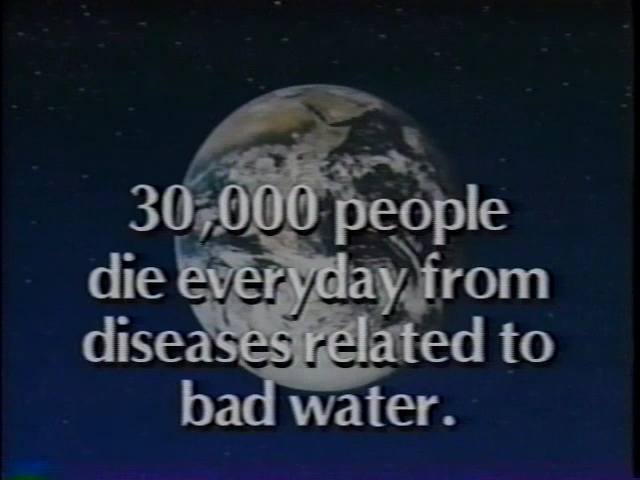 30,000 people
die everyday from
diseases related to
bad water.